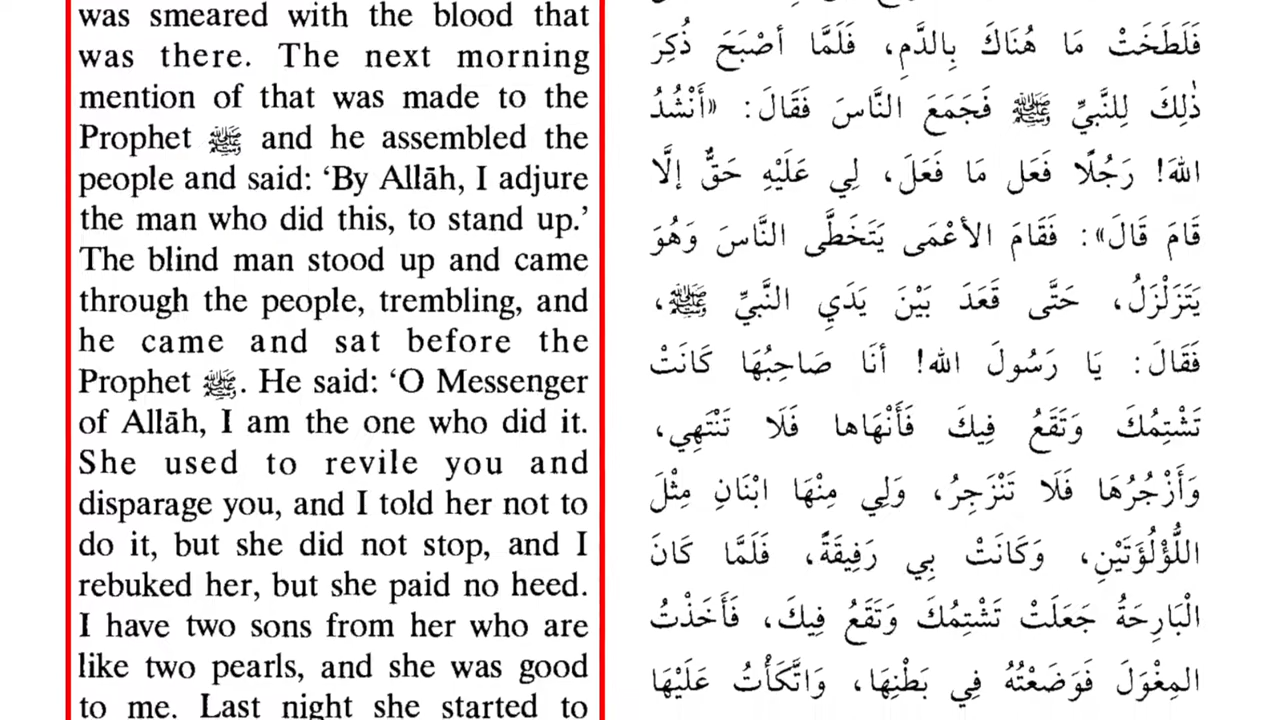 was smeared with the blood that
was there. The next morning
mention of that was made to the
Prophet ﷺ and he assembled the
people and said: ‘By Allāh, I adjure
the man who did this, to stand up.’
The blind man stood up and came
through the people, trembling, and
he came and sat before the
Prophet ﷺ. He said: ‘O Messenger
of Allāh, I am the one who did it.
She used to revile you and
disparage you, and I told her not to
do it, but she did not stop, and I
rebuked her, but she paid no heed.
I have two sons from her who are
like two pearls, and she was good
to me. Last night she started to
فَلَطَخَتْ مَا هُنَاكَ بِالدَّمِ، فَلَمَّا أصْبَحَ ذُكِرَ
ذٰلِكَ لِلنَّبيِّ ﷺ فَجَمَعَ النَّاسَ فَقَالَ: «أَنْشُدُ
اللهَ! رَجُلًا فَعَل مَا فَعَلَ، لِي عَلَيْهِ حَقٌّ إلَّا
قَامَ قَالَ»: فَقَامَ الأعْمَى يَتَخَطَّى النَّاسَ وَهُوَ
يَتَزَلْزَلُ، حَتَّى قَعَدَ بَيْنَ يَدَيِ النَّبيِّ ﷺ،
فَقَالَ: يَا رَسُولَ الله! أنَا صَاحِبُهَا كَانَتْ
تَشْتِمُكَ وَتَقَعُ فِيكَ فَأَنْهَاها فَلَا تَنْتَهِي،
وَأَزْجُرُهَا فَلَا تَنْزَجِرُ، وَلِي مِنْهَا ابْنَانِ مِثْلَ
اللُّؤْلُؤَتَيْنِ، وَكَانَتْ بِي رَفِيقَةً، فَلَمَّا كَانَ
الْبَارِحَةُ جَعَلَتْ تَشْتِمُكَ وَتَقَعُ فِيكَ، فَأَخَذْتُ
المِغْوَلَ فَوَضَعْتُهُ فِي بَطْنِهَا، وَاتَّكَأْتُ عَلَيْهَا